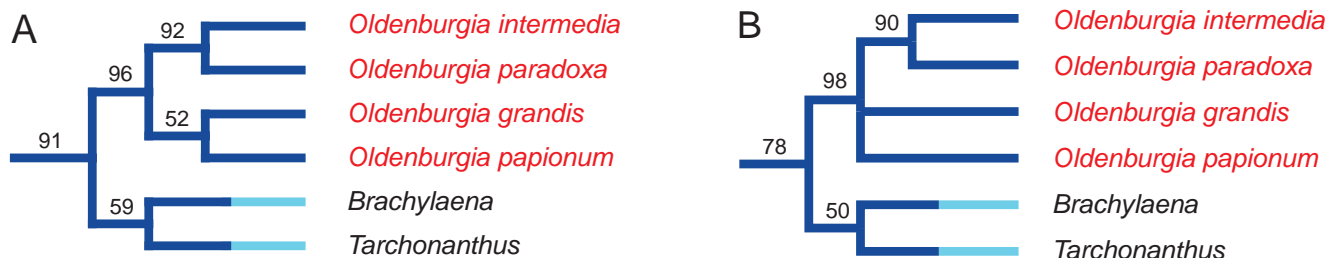 A
92
Oldenburgia intermedia
96
Oldenburgia paradoxa
52
Oldenburgia grandis
91
Oldenburgia papionum
59
Brachylaena
Tarchonanthus
B
90
Oldenburgia intermedia
98
Oldenburgia paradoxa
Oldenburgia grandis
78
Oldenburgia papionum
50
Brachylaena
Tarchonanthus